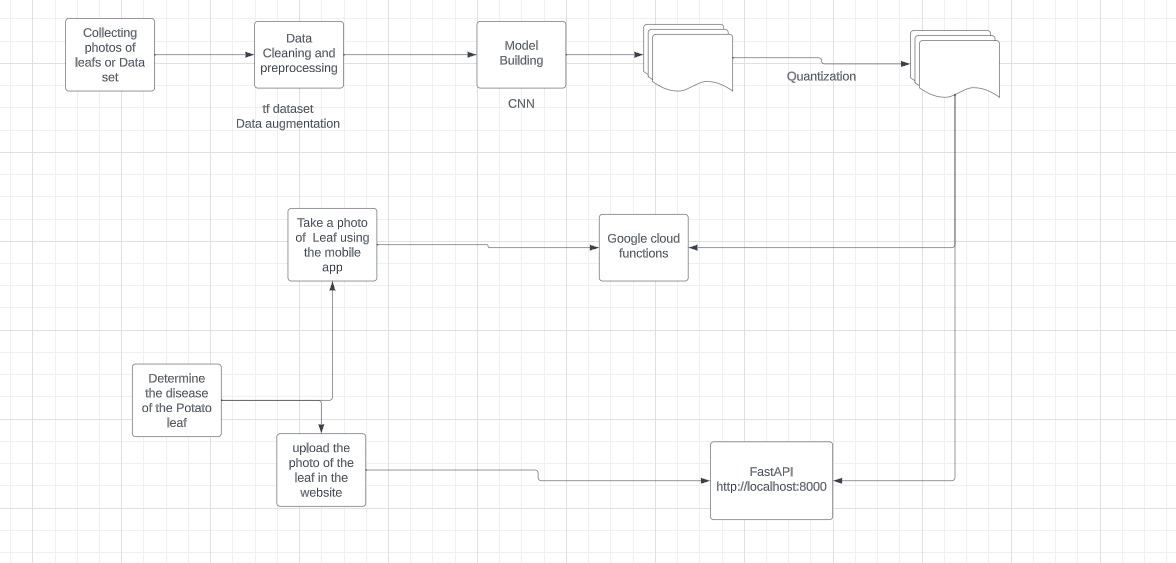 Collecting
photos of
leafs or Data
set
Data
Cleaning and
preprocessing
tf dataset
Data augmentation
Model
Building
CNN
Quantization
Take a photo
of Leaf using
the mobile
app
Google cloud
functions
Determine
the disease
of the Potato
leaf
upload the
photo of the
leaf in the
website
FastAPI
http://localhost:8000